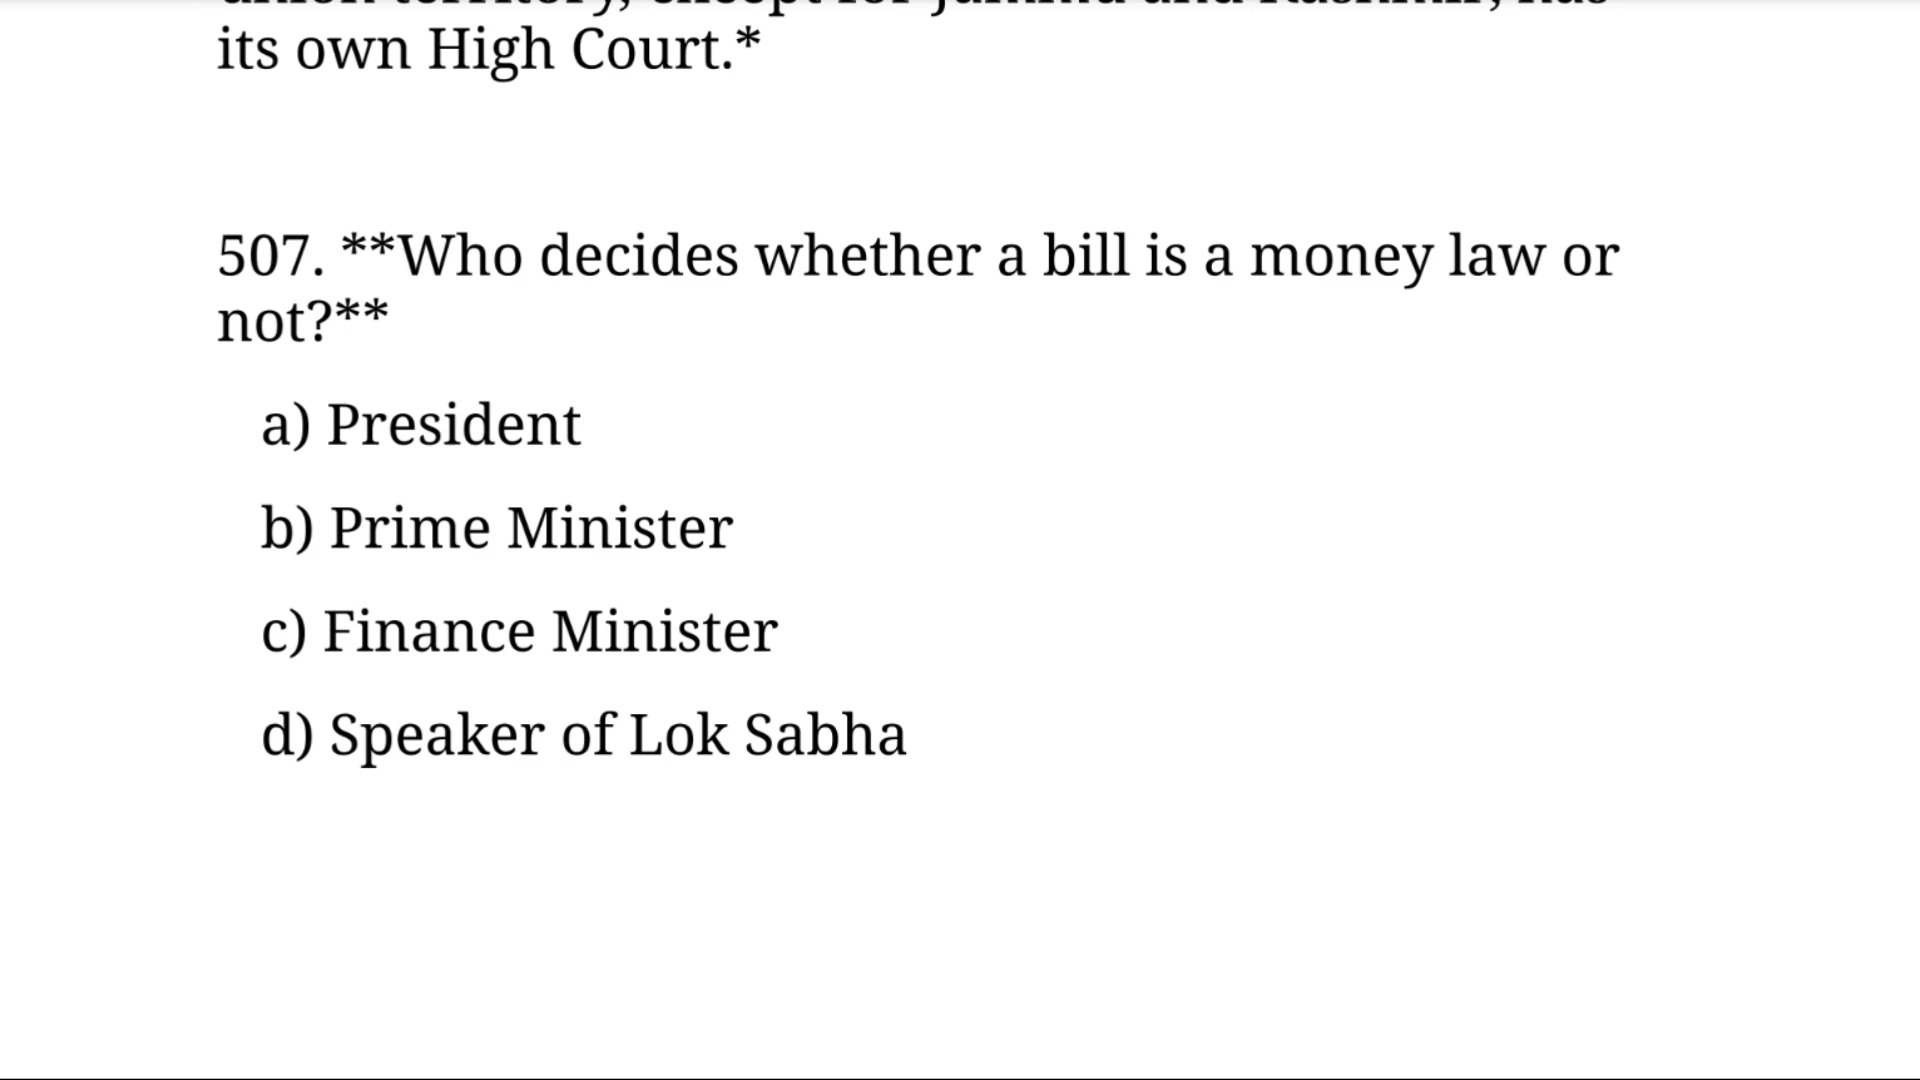 its own High Court.*
507. **Who decides whether a bill is a money law or
not?**
a) President
b) Prime Minister
c) Finance Minister
d) Speaker of Lok Sabha